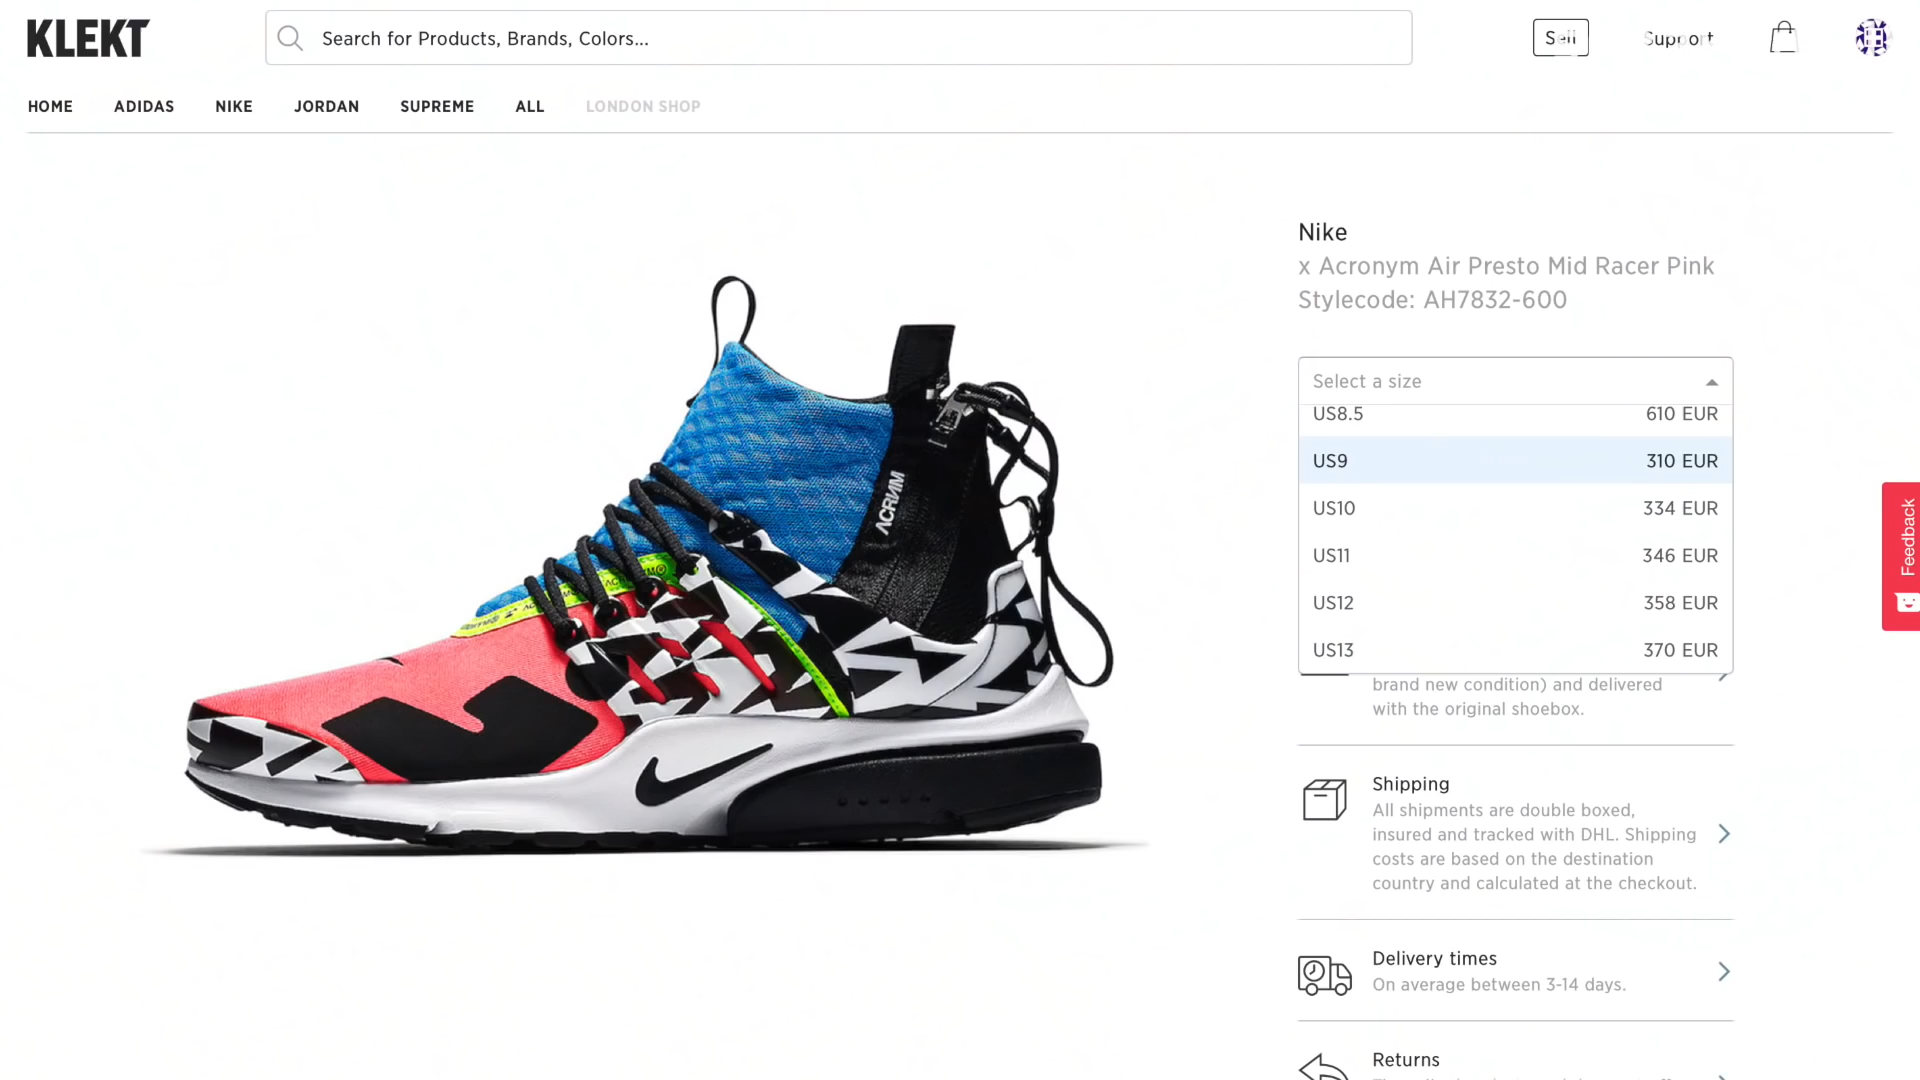 KLEKT
Search for Products, Brands, Colors...
Sell
Support
HOME
ADIDAS
NIKE
JORDAN
SUPREME
ALL
LONDON SHOP
Nike
x Acronym Air Presto Mid Racer Pink
Stylecode: AH7832-600
Select a size
US8.5 610 EUR
US9 310 EUR
US10 334 EUR
US11 346 EUR
US12 358 EUR
US13 370 EUR
brand new condition) and delivered
with the original shoebox.
Shipping
All shipments are double boxed,
insured and tracked with DHL. Shipping
costs are based on the destination
country and calculated at the checkout.
Delivery times
On average between 3-14 days.
Returns
Feedback